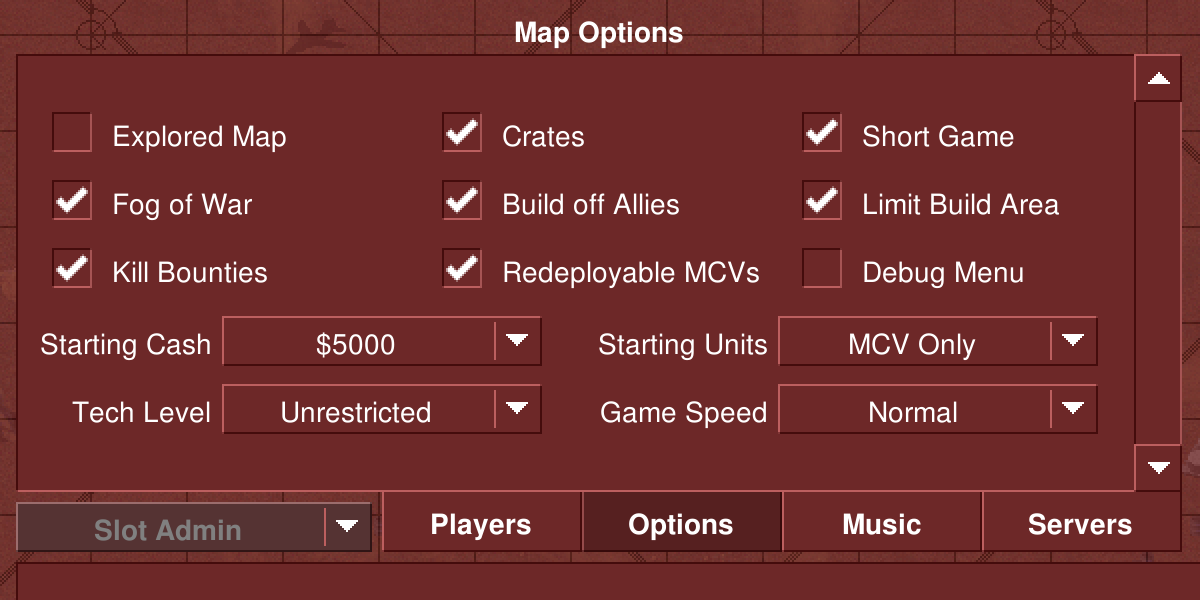 Map Options
Explored Map Crates Short Game
Fog of War Build off Allies Limit Build Area
Kill Bounties Redeployable MCVs Debug Menu
Starting Cash $5000 Starting Units MCV Only
Tech Level Unrestricted Game Speed Normal
Slot Admin Players Options Music Servers